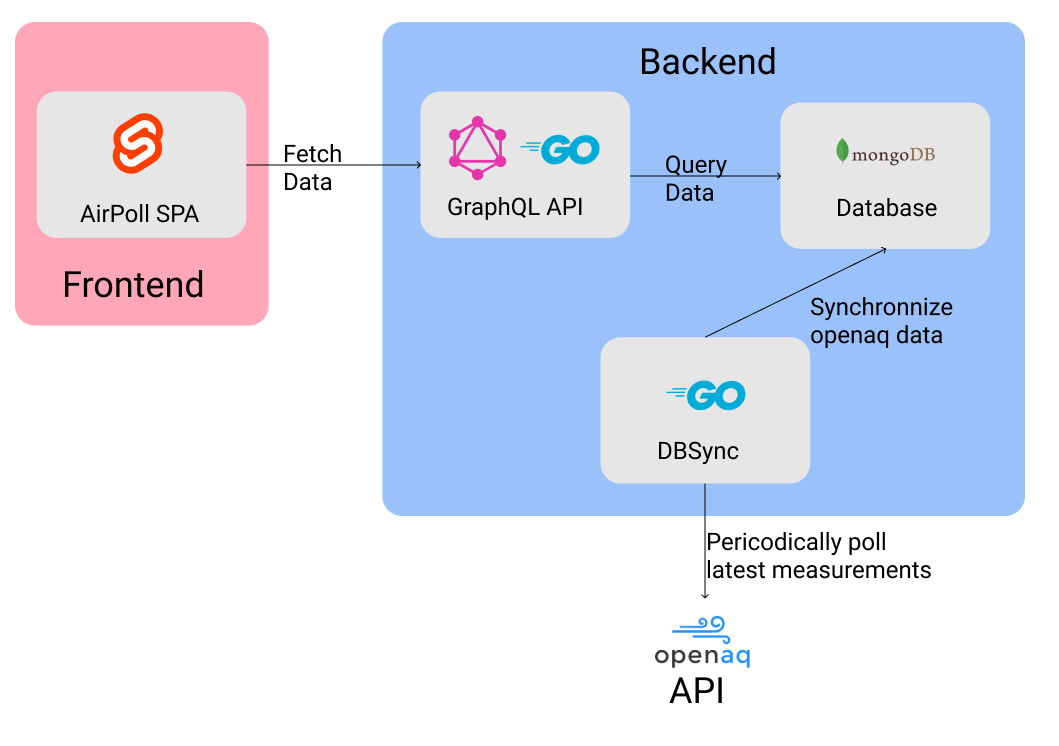 Backend
Fetch
Data
AirPoll SPA
Frontend
GO
GraphQL API
Query
Data
mongoDB
Database
Synchronnize
openaq data
GO
DBSync
Pericodically poll
latest measurements
openaq
API